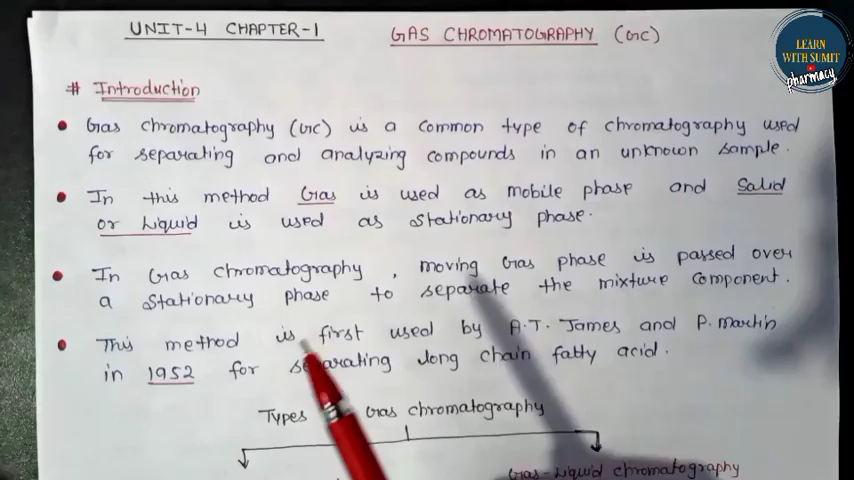 UNIT-4 CHAPTER-1 GAS CHROMATOGRAPHY (GC)
LEARN
WITH SUMIT
pharmacy
# Introduction
Gas chromatography (GC) is a common type of chromatography used
for separating and analyzing compounds in an unknown sample.
In this method Gas is used as mobile phase and Solid
or Liquid is used as stationary phase.
In Gas chromatography, moving Gas phase is passed over
a stationary phase to separate the mixture component.
This method is first used by A.T. James and P. Martin
in 1952 for separating long chain fatty acid.
Types Gas chromatography
Gas-Liquid chromatography